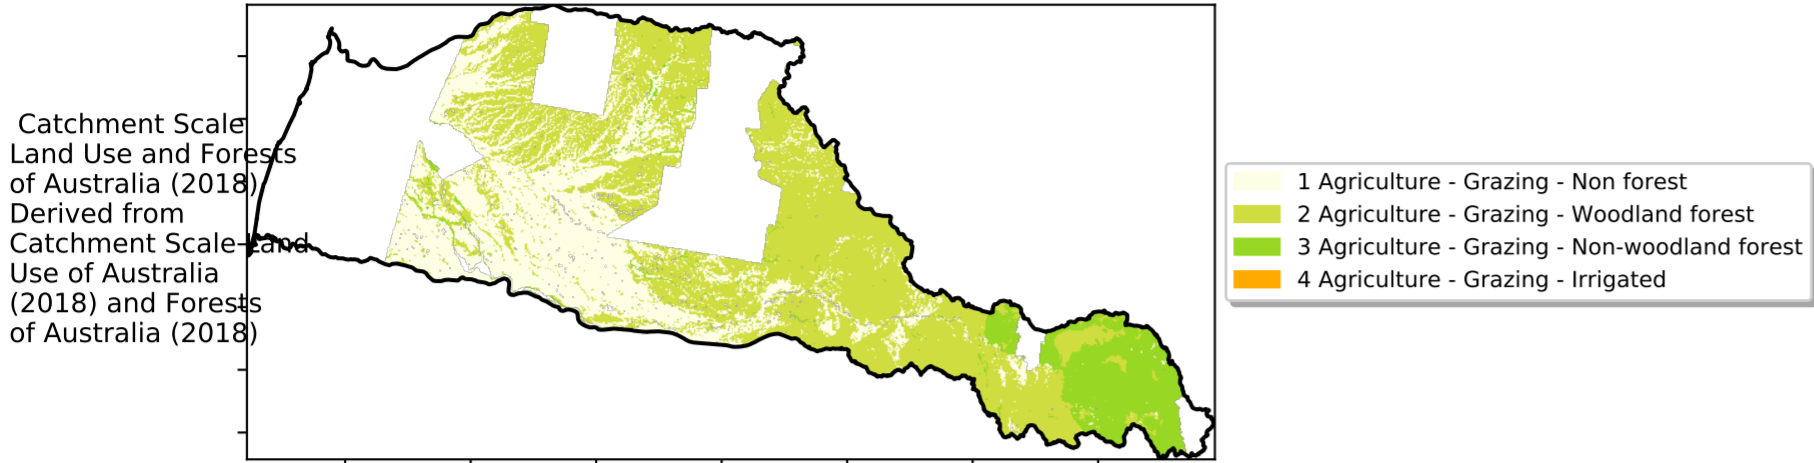 Catchment Scale
Land Use and Forests
of Australia (2018)
Derived from
Catchment Scale Land
Use of Australia
(2018) and Forests
of Australia (2018)
1 Agriculture - Grazing - Non forest
2 Agriculture - Grazing - Woodland forest
3 Agriculture - Grazing - Non-woodland forest
4 Agriculture - Grazing - Irrigated